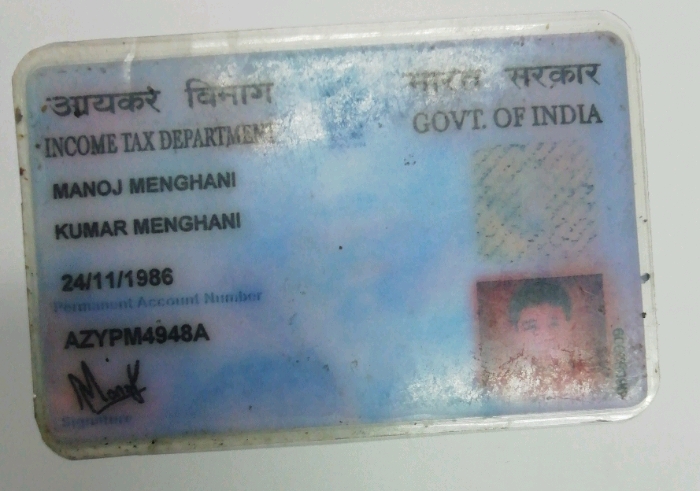 आयकर विभाग
भारत सरकार
INCOME TAX DEPARTMENT
GOVT. OF INDIA
MANOJ MENGHANI
KUMAR MENGHANI
24/11/1986
Permanent Account Number
AZYPM4948A
Manoj
Signature